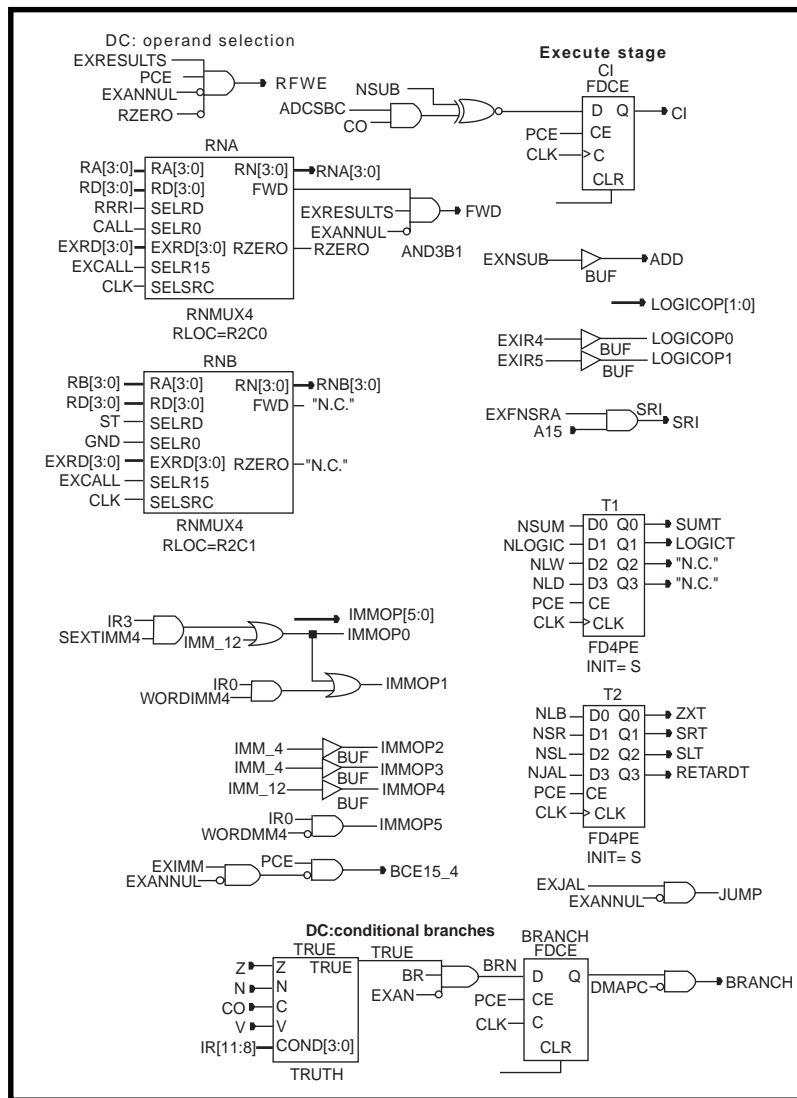 DC: operand selection
EXRESULTS
PCE
EXANNUL
RZERO
RFWE
RNA
RA[3:0] RA[3:0] RN[3:0] RNA[3:0]
RD[3:0] RD[3:0] FWD
RRRI SELRD
CALL SELR0
EXRD[3:0] EXRD[3:0] RZERO RZERO
EXCALL SELR15
CLK SELSRC
EXRESULTS
EXANNUL
FWD
AND3B1
RNMUX4
RLOC=R2C0
RNB
RB[3:0] RA[3:0] RN[3:0] RNB[3:0]
RD[3:0] RD[3:0] FWD "N.C."
ST SELRD
GND SELR0
EXRD[3:0] EXRD[3:0] RZERO "N.C."
EXCALL SELR15
CLK SELSRC
RNMUX4
RLOC=R2C1
IMMOP[5:0]
IR3
SEXTIMM4
IMM_12
IMMOP0
IR0
WORDIMM4
IMMOP1
IMM_4 BUF IMMOP2
IMM_4 BUF IMMOP3
IMM_12 BUF IMMOP4
IR0
WORDMM4
IMMOP5
EXIMM
EXANNUL
PCE
BCE15_4
Execute stage
CI
FDCE
NSUB
ADCSBC
CO
D Q CI
PCE CE
CLK C
CLR
EXNSUB BUF ADD
LOGICOP[1:0]
EXIR4 BUF LOGICOP0
EXIR5 BUF LOGICOP1
EXFNSRA
A15
SRI
SRI
T1
NSUM D0 Q0 SUMT
NLOGIC D1 Q1 LOGICT
NLW D2 Q2 "N.C."
NLD D3 Q3 "N.C."
PCE CE
CLK CLK
FD4PE
INIT= S
T2
NLB D0 Q0 ZXT
NSR D1 Q1 SRT
NSL D2 Q2 SLT
NJAL D3 Q3 RETARDT
PCE CE
CLK CLK
FD4PE
INIT= S
EXJAL
EXANNUL
JUMP
DC:conditional branches
TRUE
Z Z TRUE TRUE
N N
CO C
V V
IR[11:8] COND[3:0]
TRUTH
BR
EXAN
BRN
BRANCH
FDCE
D Q
PCE CE
CLK C
CLR
DMAPC
BRANCH